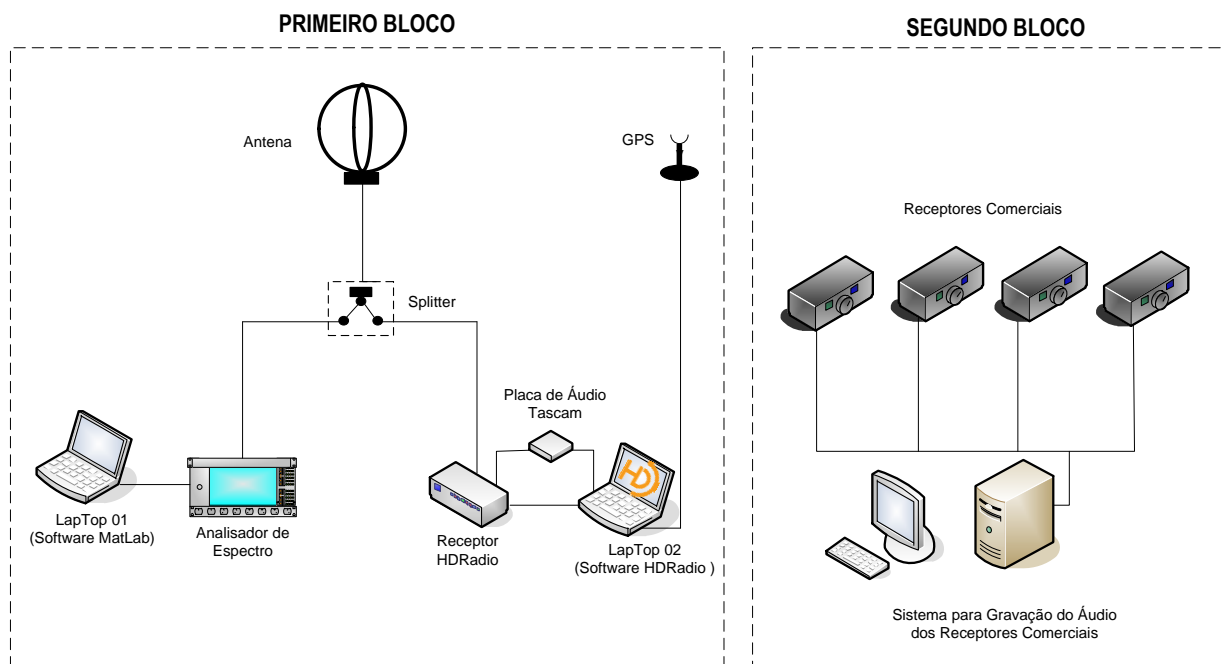 PRIMEIRO BLOCO
SEGUNDO BLOCO
Antena
GPS
Splitter
Placa de Áudio
Tascam
HD
LapTop 01
(Software MatLab)
Analisador de
Espectro
Receptor
HDRadio
LapTop 02
(Software HDRadio )
Receptores Comerciais
Sistema para Gravação do Áudio
dos Receptores Comerciais